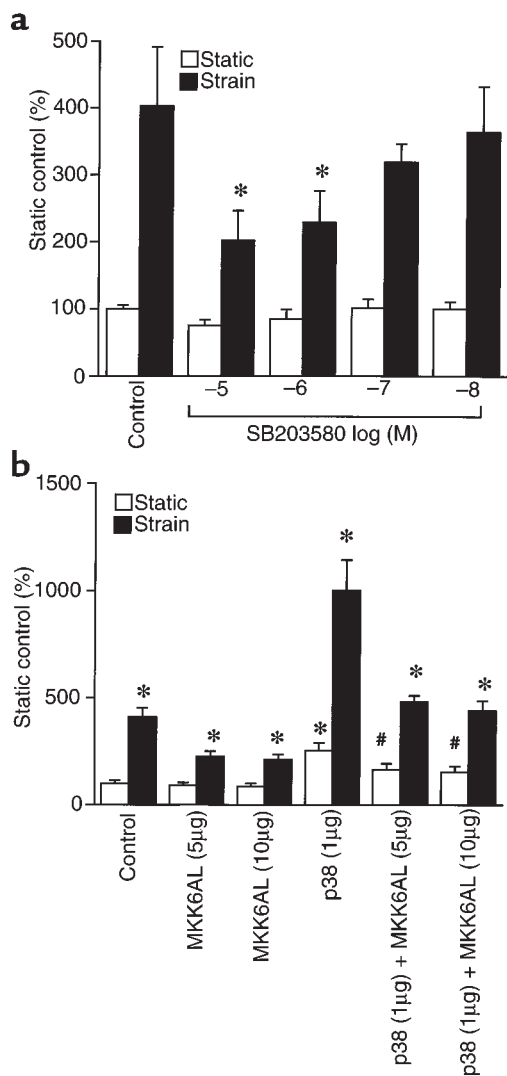 a
500
400
300
200
100
0
Static control (%)
Static
Strain
*
*
Control
–5
–6
–7
–8
SB203580 log (M)
b
1500
1000
500
0
Static control (%)
Static
Strain
*
*
*
*
*
#
*
#
*
Control
MKK6AL (5µg)
MKK6AL (10µg)
p38 (1µg)
p38 (1µg) + MKK6AL (5µg)
p38 (1µg) + MKK6AL (10µg)